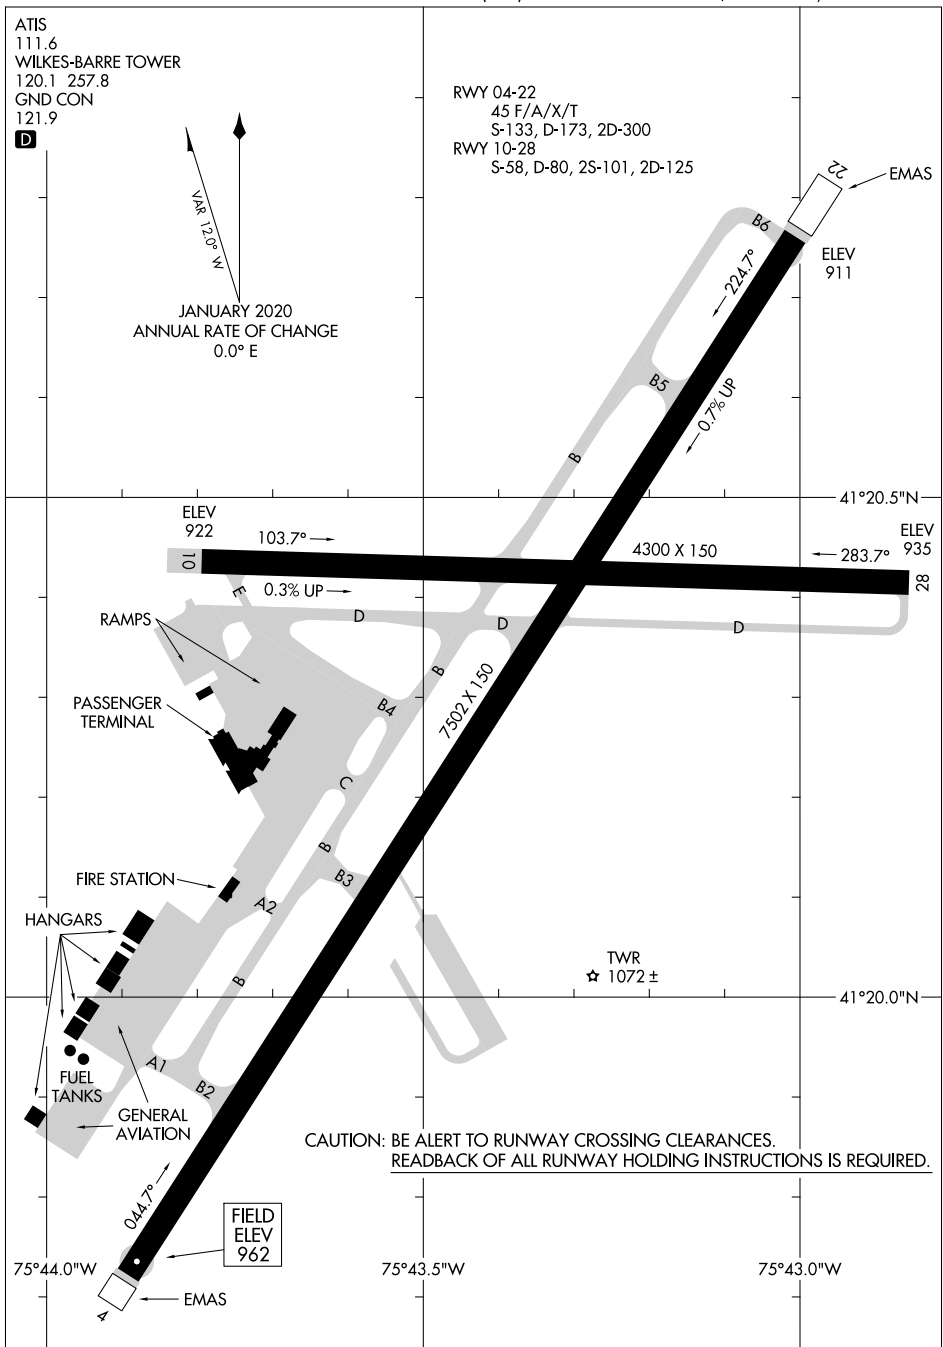 ATIS
111.6
WILKES-BARRE TOWER
120.1 257.8
GND CON
121.9
D
RWY 04-22
45 F/A/X/T
S-133, D-173, 2D-300
RWY 10-28
S-58, D-80, 2S-101, 2D-125
VAR 12.0° W
JANUARY 2020
ANNUAL RATE OF CHANGE
0.0° E
22
EMAS
B6
ELEV
911
224.7°
B5
0.7% UP
B
41°20.5"N
ELEV
922
103.7°
4300 X 150
283.7°
ELEV
935
10
28
E
0.3% UP
D
D
D
RAMPS
B
7502 X 150
PASSENGER
TERMINAL
B4
C
B
B3
FIRE STATION
A2
HANGARS
B
TWR
1072 ±
41°20.0"N
A1
B2
FUEL
TANKS
GENERAL
AVIATION
CAUTION: BE ALERT TO RUNWAY CROSSING CLEARANCES.
READBACK OF ALL RUNWAY HOLDING INSTRUCTIONS IS REQUIRED.
044.7°
FIELD
ELEV
962
75°44.0"W
75°43.5"W
75°43.0"W
EMAS
4